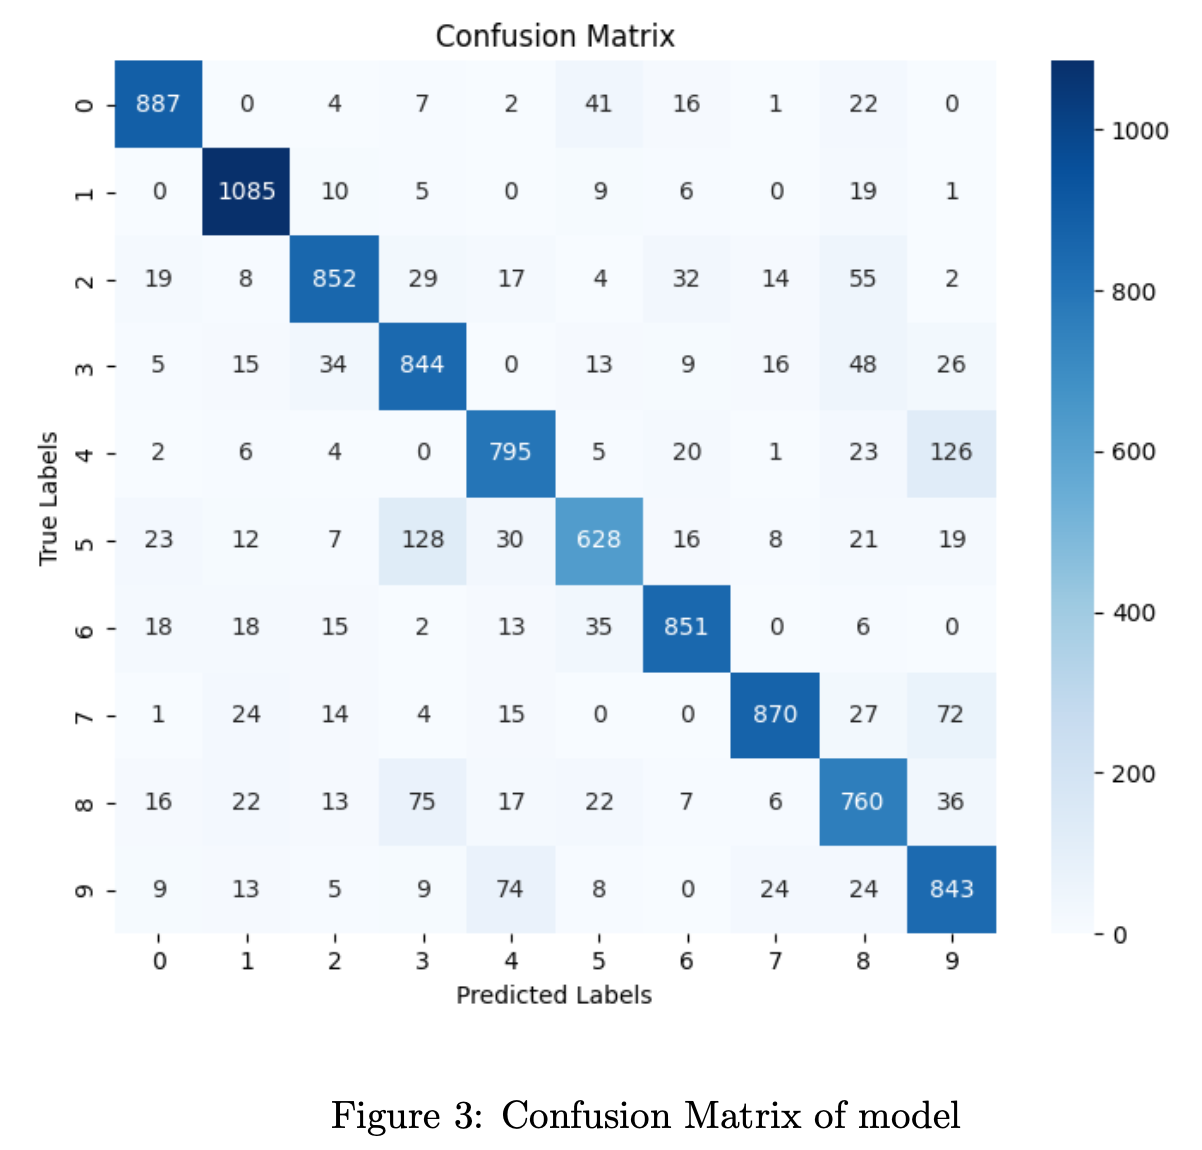 Confusion Matrix
0 887 0 4 7 2 41 16 1 22 0
1 0 1085 10 5 0 9 6 0 19 1
2 19 8 852 29 17 4 32 14 55 2
3 5 15 34 844 0 13 9 16 48 26
4 2 6 4 0 795 5 20 1 23 126
5 23 12 7 128 30 628 16 8 21 19
6 18 18 15 2 13 35 851 0 6 0
7 1 24 14 4 15 0 0 870 27 72
8 16 22 13 75 17 22 7 6 760 36
9 9 13 5 9 74 8 0 24 24 843
True Labels
0 1 2 3 4 5 6 7 8 9
Predicted Labels
1000
800
600
400
200
0
Figure 3: Confusion Matrix of model